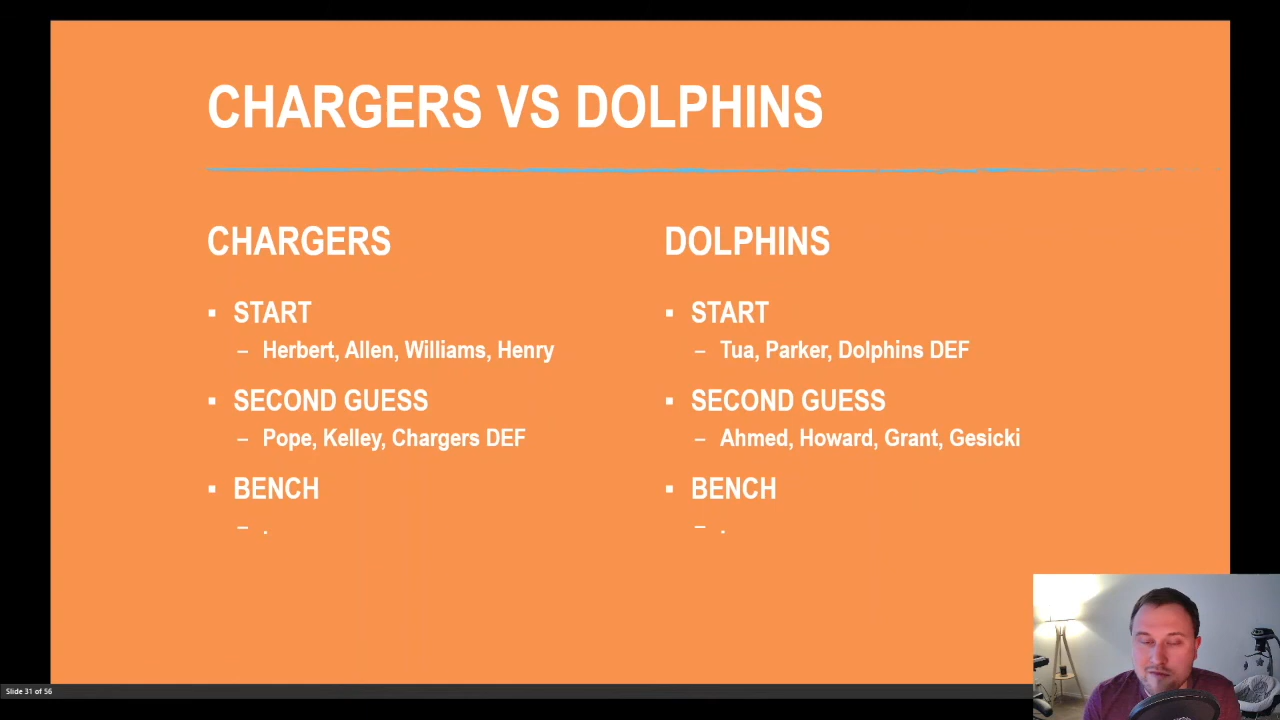 CHARGERS VS DOLPHINS
CHARGERS
▪ START
– Herbert, Allen, Williams, Henry
▪ SECOND GUESS
– Pope, Kelley, Chargers DEF
▪ BENCH
– .
DOLPHINS
▪ START
– Tua, Parker, Dolphins DEF
▪ SECOND GUESS
– Ahmed, Howard, Grant, Gesicki
▪ BENCH
– .
Slide 31 of 56